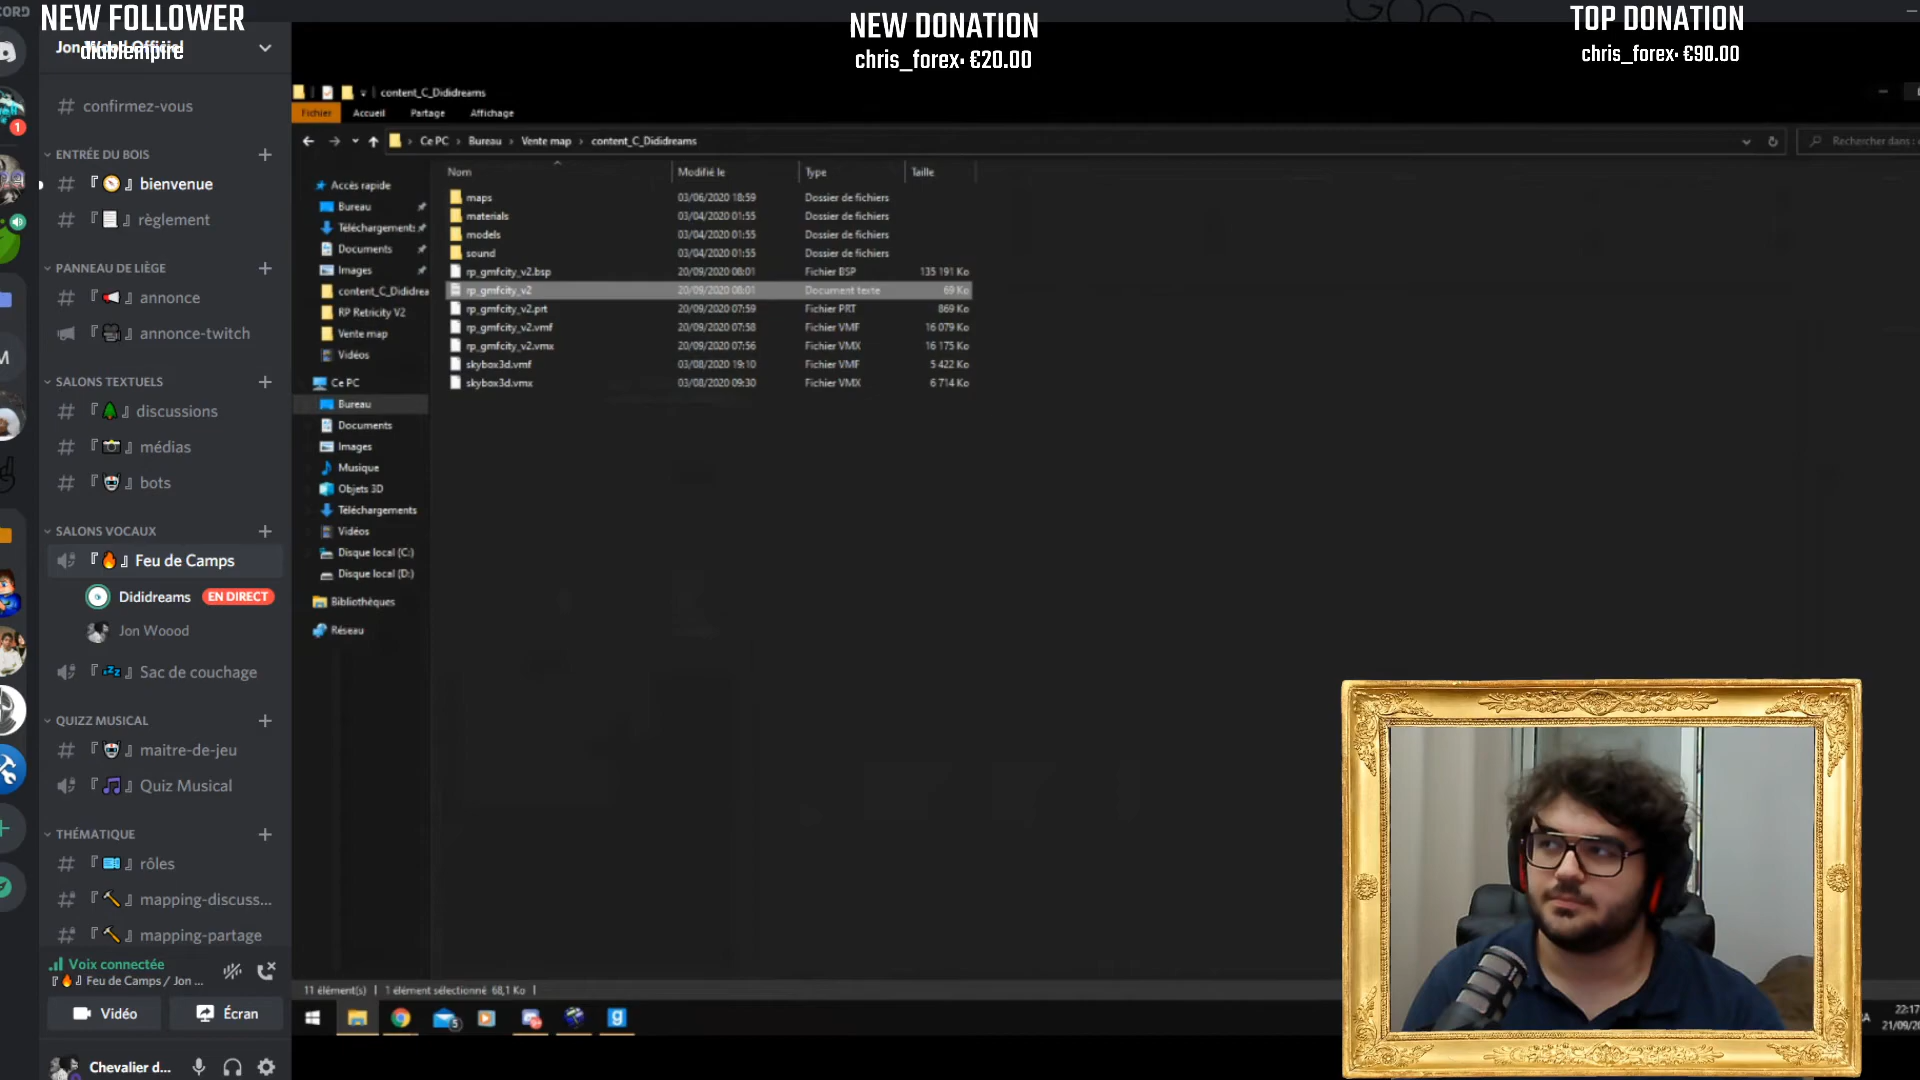 CORD
NEW FOLLOWER
diablempire
NEW DONATION
chris_forex: €20.00
TOP DONATION
chris_forex: €90.00
confirmez-vous
ENTRÉE DU BOIS
bienvenue
règlement
PANNEAU DE LIÈGE
annonce
annonce-twitch
SALONS TEXTUELS
discussions
médias
bots
SALONS VOCAUX
Feu de Camps
Dididreams EN DIRECT
Jon Woood
Sac de couchage
QUIZZ MUSICAL
maitre-de-jeu
Quiz Musical
THÉMATIQUE
rôles
mapping-discuss...
mapping-partage
Voix connectée
Feu de Camps / Jon ...
Vidéo
Écran
Chevalier d...
content_C_Dididreams
Fichier Accueil Partage Affichage
Ce PC > Bureau > Vente map > content_C_Dididreams
Rechercher dans :
Nom Modifié le Type Taille
maps 03/06/2020 18:59 Dossier de fichiers
materials 03/04/2020 01:55 Dossier de fichiers
models 03/04/2020 01:55 Dossier de fichiers
sound 03/04/2020 01:55 Dossier de fichiers
rp_gmfcity_v2.bsp 20/09/2020 08:01 Fichier BSP 135 191 Ko
rp_gmfcity_v2 20/09/2020 08:01 Document texte 69 Ko
rp_gmfcity_v2.prt 20/09/2020 07:59 Fichier PRT 869 Ko
rp_gmfcity_v2.vmf 20/09/2020 07:58 Fichier VMF 16 079 Ko
rp_gmfcity_v2.vmx 20/09/2020 07:56 Fichier VMX 16 175 Ko
skybox3d.vmf 03/08/2020 19:10 Fichier VMF 5 422 Ko
skybox3d.vmx 03/08/2020 09:30 Fichier VMX 6 714 Ko
Accès rapide
Bureau
Téléchargement:
Documents
Images
content_C_Dididrea
RP Retricity V2
Vente map
Vidéos
Ce PC
Bureau
Documents
Images
Musique
Objets 3D
Téléchargements
Vidéos
Disque local (C:)
Disque local (D:)
Bibliothèques
Réseau
11 élément(s) 1 élément sélectionné 68,1 Ko
22:17
21/09/20